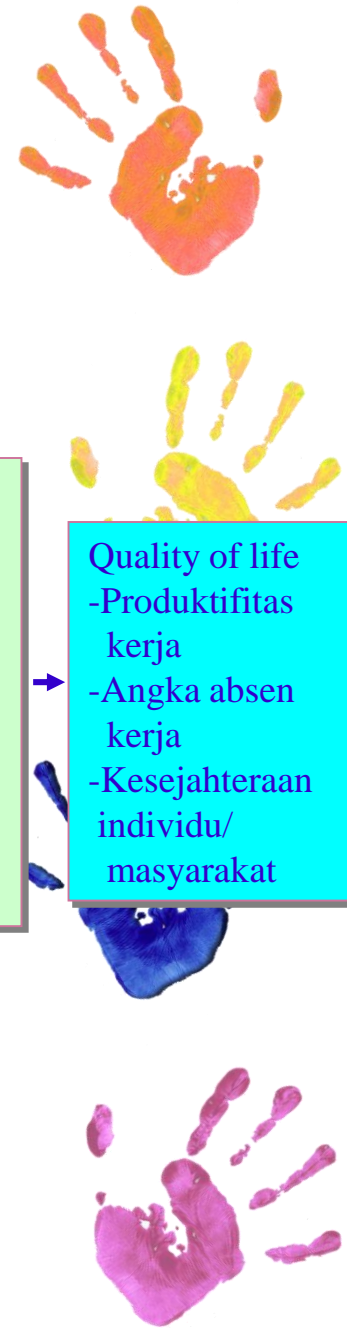 Quality of life
-Produktifitas
kerja
-Angka absen
kerja
-Kesejahteraan
individu/
masyarakat